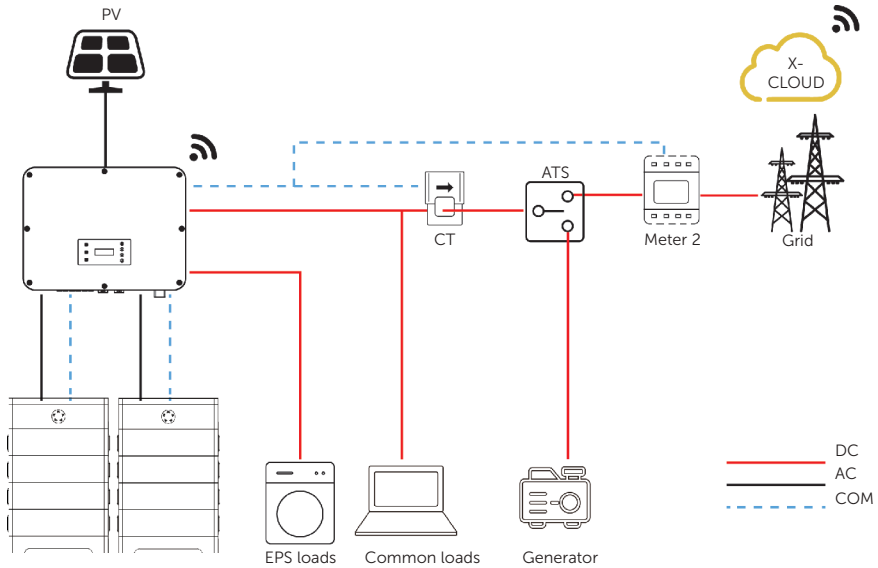 PV
X-
CLOUD
ATS
CT
Meter 2
Grid
DC
AC
COM
EPS loads
Common loads
Generator